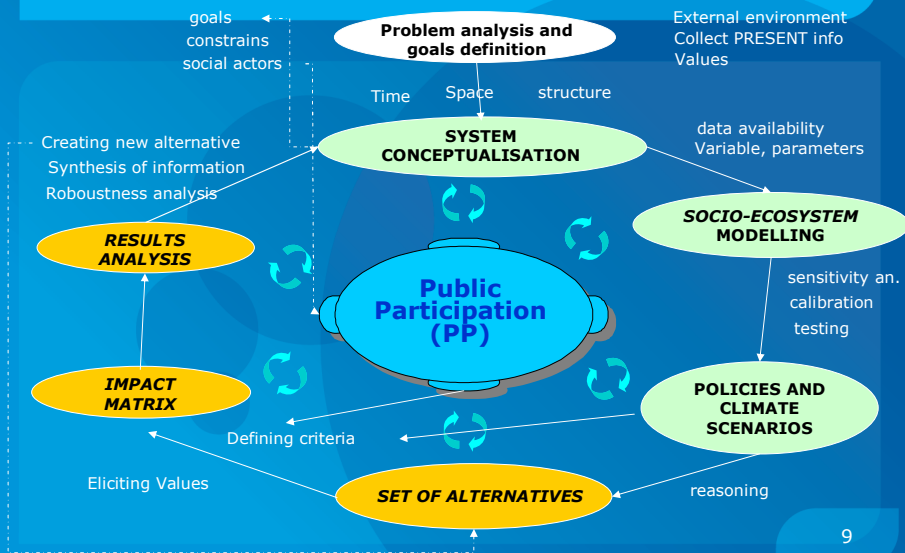 goals
constrains
social actors
Problem analysis and
goals definition
External environment
Collect PRESENT info
Values
Time
Space
structure
Creating new alternative
Synthesis of information
Roboustness analysis
SYSTEM
CONCEPTUALISATION
data availability
Variable, parameters
RESULTS
ANALYSIS
SOCIO-ECOSYSTEM
MODELLING
Public
Participation
(PP)
sensitivity an.
calibration
testing
IMPACT
MATRIX
POLICIES AND
CLIMATE
SCENARIOS
Defining criteria
Eliciting Values
SET OF ALTERNATIVES
reasoning
9